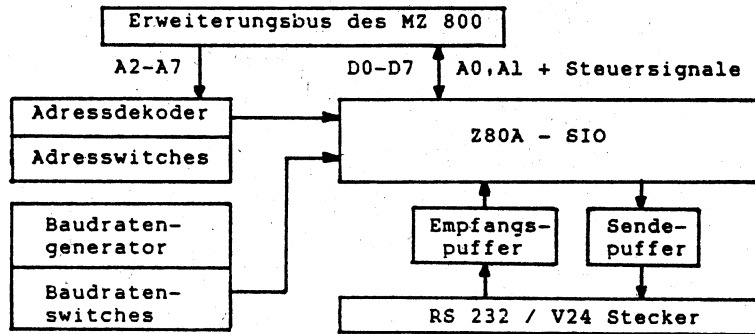 Erweiterungsbus des MZ 800
A2-A7
D0-D7
A0,A1 + Steuersignale
Adressdekoder
Adresswitches
Z80A - SIO
Baudraten-
generator
Baudraten-
switches
Empfangs-
puffer
Sende-
puffer
RS 232 / V24 Stecker